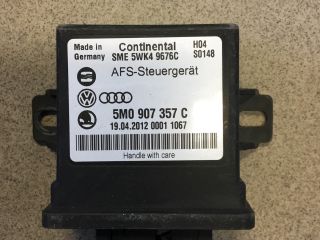 Made in Germany
Continental
SME 5WK4 9676C
H04
S0148
AFS-Steuergerät
5M0 907 357 C
19.04.2012 0001 1067
Handle with care